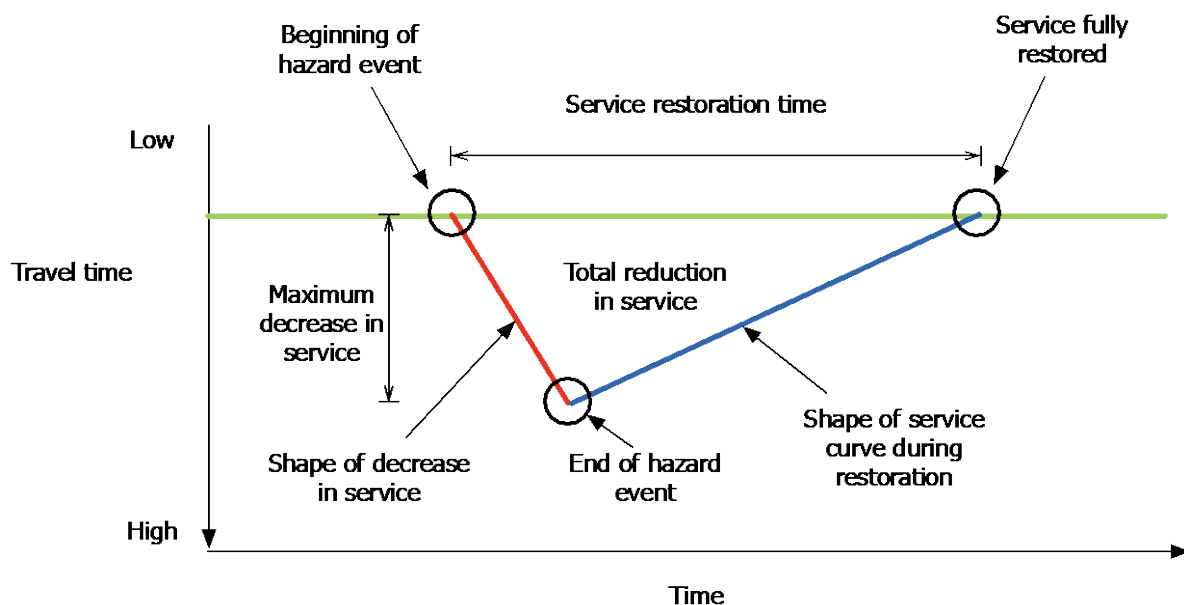 Beginning of
hazard event
Service fully
restored
Service restoration time
Low
Travel time
Maximum
decrease in
service
Total reduction
in service
Shape of decrease
in service
End of hazard
event
Shape of service
curve during
restoration
High
Time